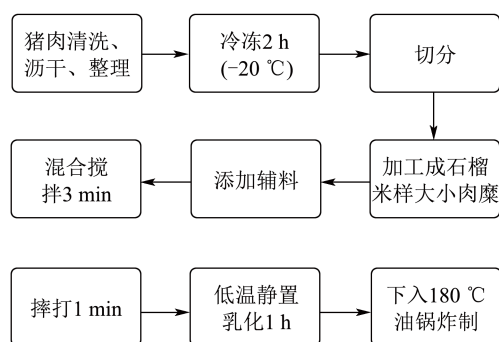 猪肉清洗、
沥干、整理
冷冻2 h
(-20 ℃)
切分
加工成石榴
米样大小肉糜
添加辅料
混合搅
拌3 min
摔打1 min
低温静置
乳化1 h
下入180 ℃
油锅炸制